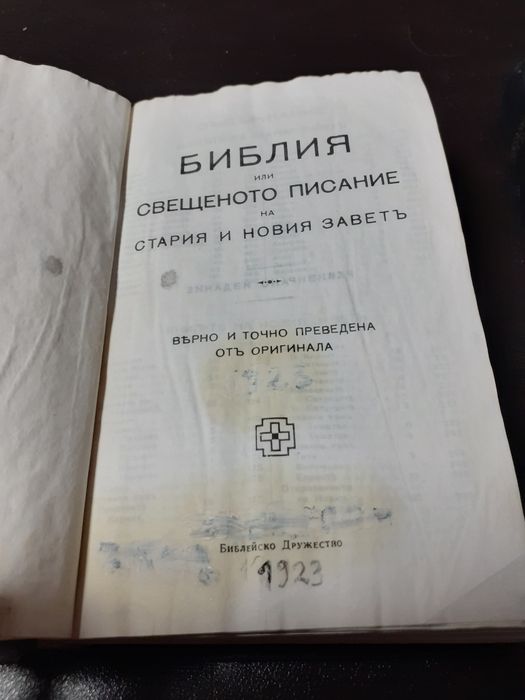 БИБЛИЯ
ИЛИ
СВЕЩЕНОТО ПИСАНИЕ
НА
СТАРИЯ И НОВИЯ ЗАВЕТЪ
ВѢРНО И ТОЧНО ПРЕВЕДЕНА
ОТЪ ОРИГИНАЛА
1923
Библейско Дружество
1923